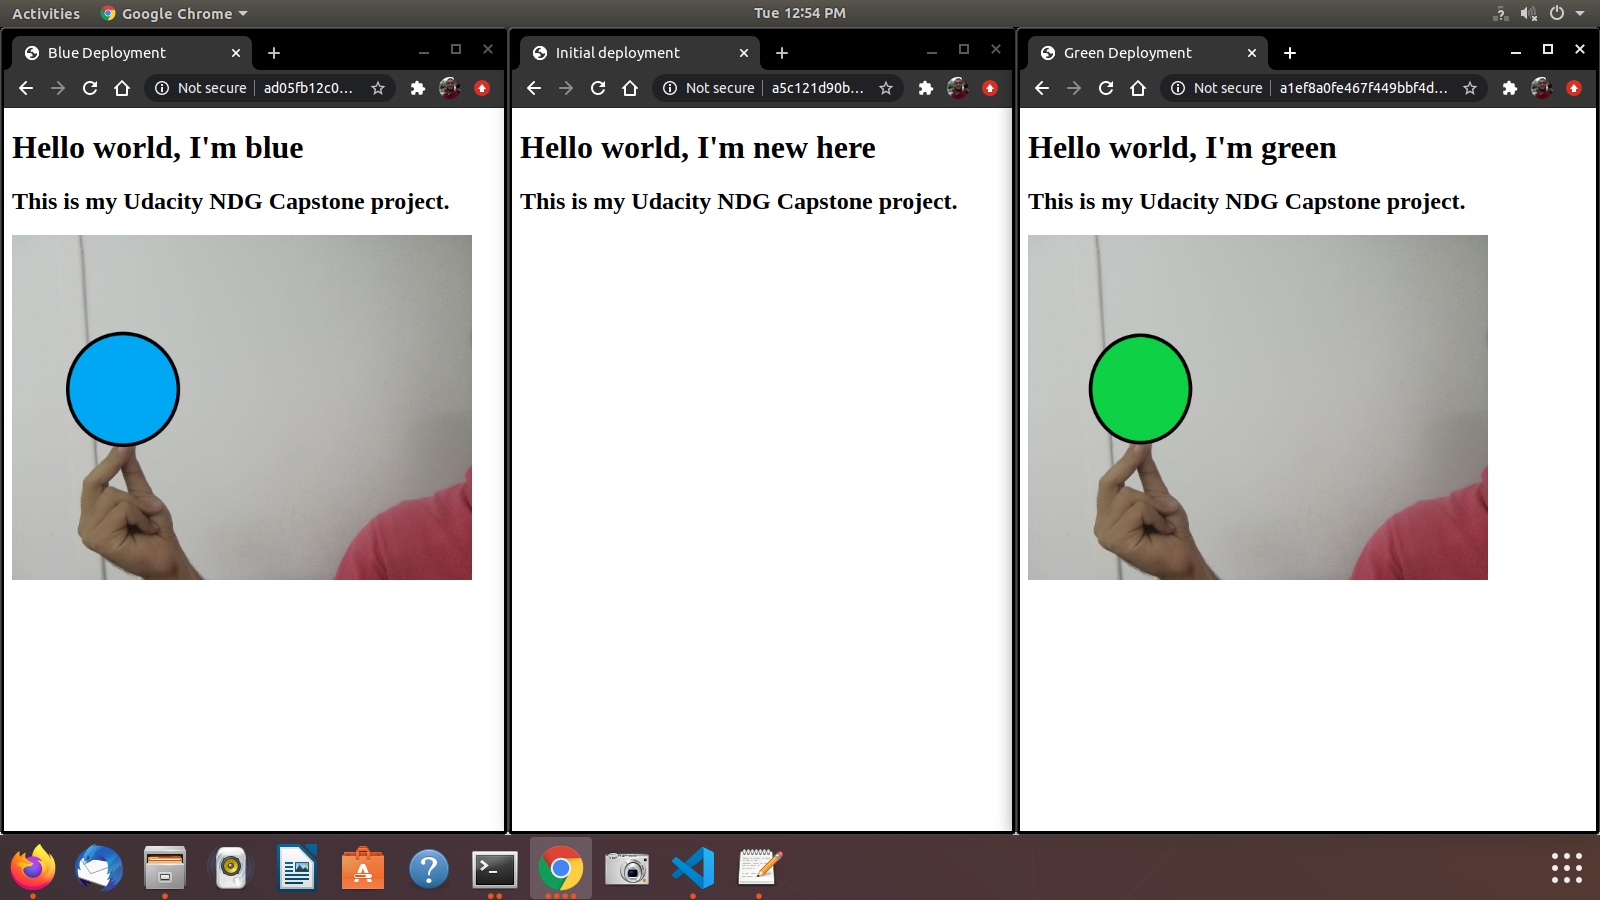 Activities
Google Chrome
Tue 12:54 PM
Blue Deployment
Not secure
ad05fb12c0...
Hello world, I'm blue
This is my Udacity NDG Capstone project.
Initial deployment
Not secure
a5c121d90b...
Hello world, I'm new here
This is my Udacity NDG Capstone project.
Green Deployment
Not secure
a1ef8a0fe467f449bbf4d...
Hello world, I'm green
This is my Udacity NDG Capstone project.